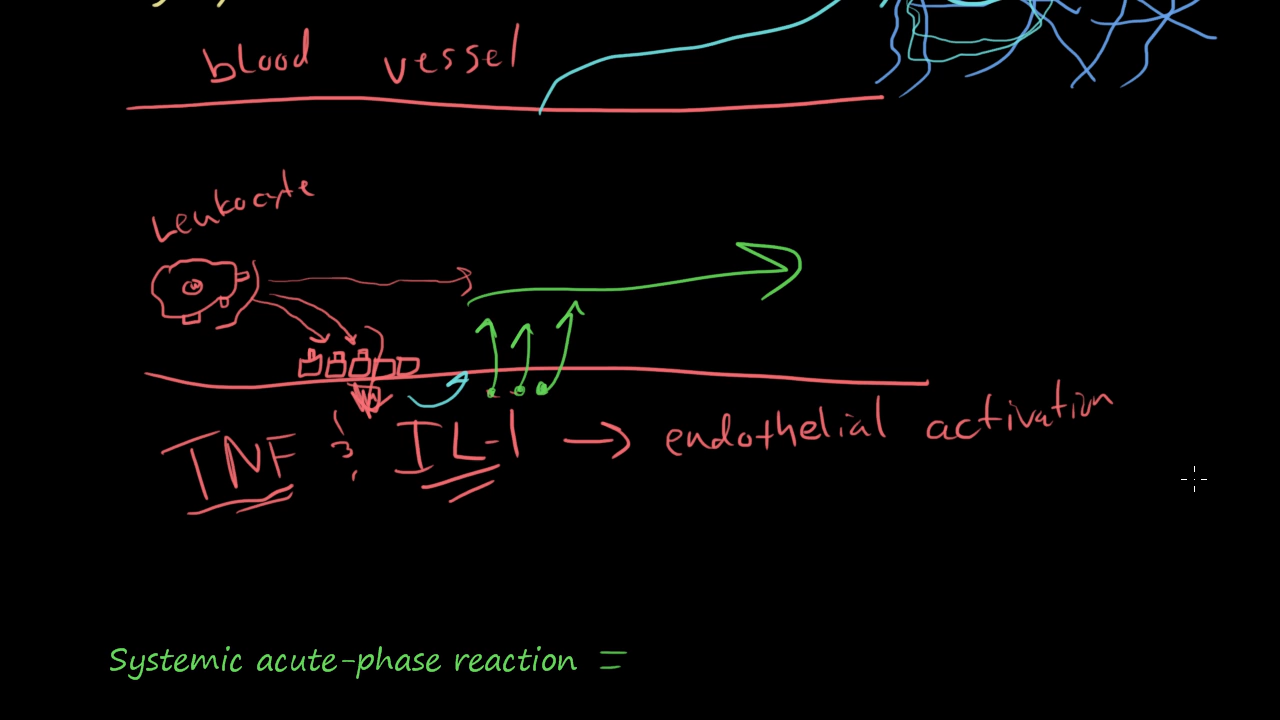 blood vessel
Leukocyte
TNF & IL-1 → endothelial activation
Systemic acute-phase reaction =